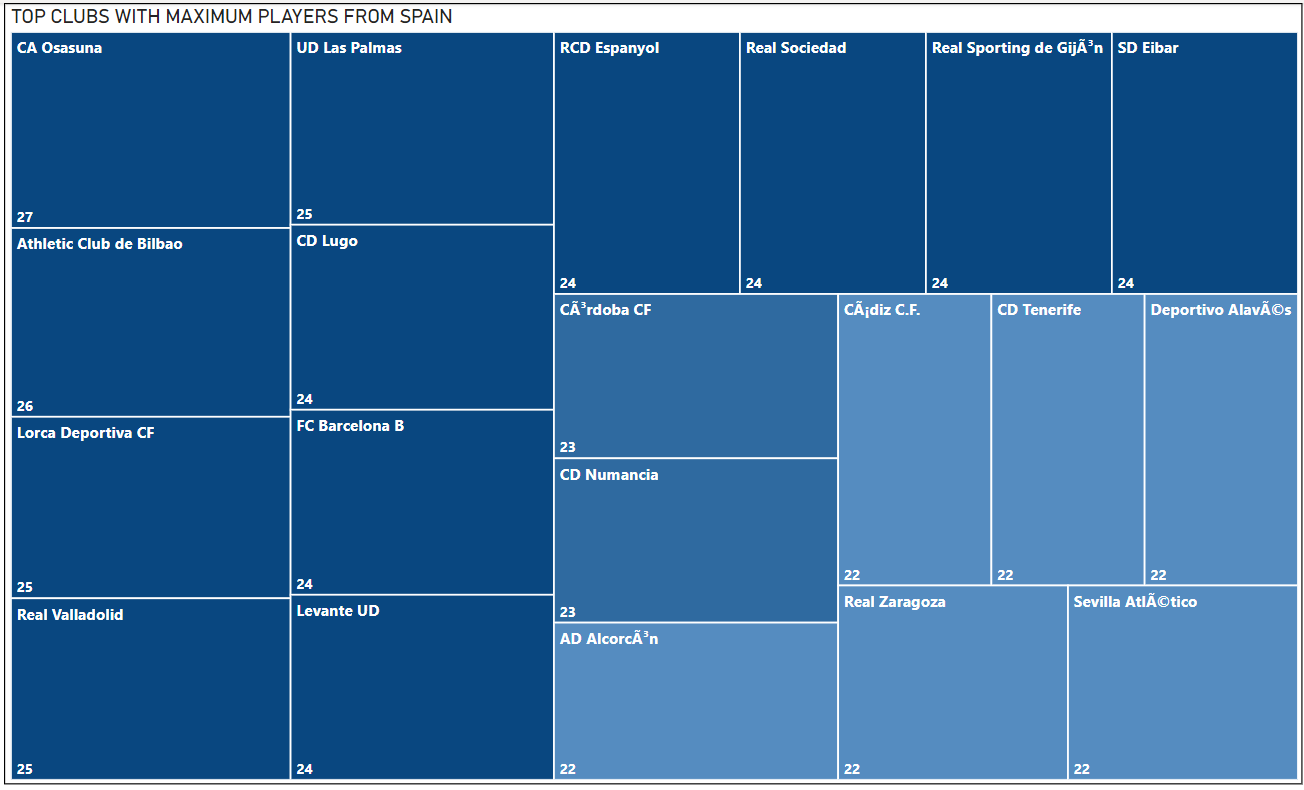 TOP CLUBS WITH MAXIMUM PLAYERS FROM SPAIN
CA Osasuna
27
Athletic Club de Bilbao
26
Lorca Deportiva CF
25
Real Valladolid
25
UD Las Palmas
25
CD Lugo
24
FC Barcelona B
24
Levante UD
24
RCD Espanyol
24
Real Sociedad
24
Real Sporting de GijÃ³n
24
SD Eibar
24
CÃ³rdoba CF
23
CD Numancia
23
AD AlcorcÃ³n
22
CÃ¡diz C.F.
22
CD Tenerife
22
Deportivo AlavÃ©s
22
Real Zaragoza
22
Sevilla AtlÃ©tico
22